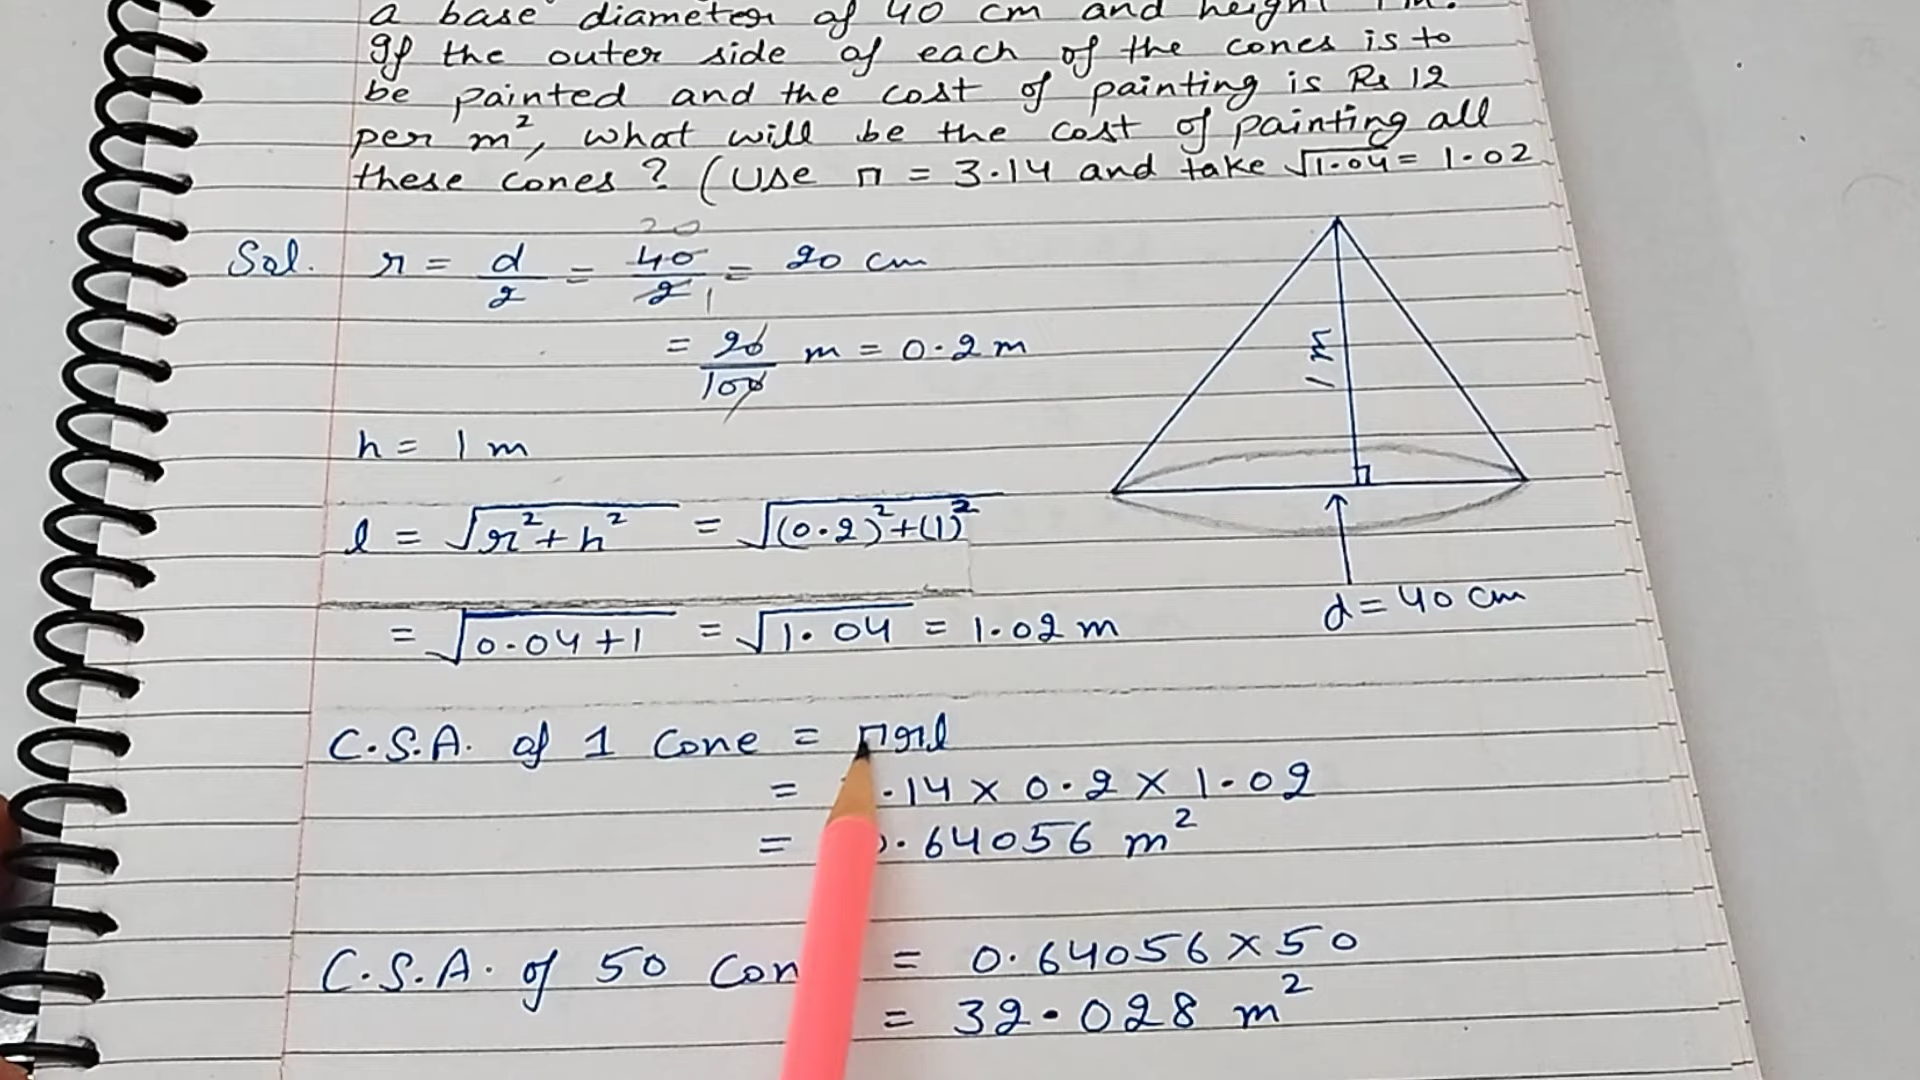 a base diameter of 40 cm and height 1 m.
If the outer side of each of the cones is to
be painted and the cost of painting is Rs 12
per m², what will be the cost of painting all
these cones? (Use π = 3.14 and take √1.04 = 1.02
Sol. r = d/2 = 40/2 = 20 cm
20
1
= 20/100 m = 0.2 m
h = 1 m
l = √r²+h² = √(0.2)²+(1)²
= √0.04+1 = √1.04 = 1.02 m
1 m
d = 40 cm
C.S.A. of 1 Cone = πrl
= .14 × 0.2 × 1.02
= 0.64056 m²
C.S.A. of 50 Con = 0.64056 × 50
= 32.028 m²